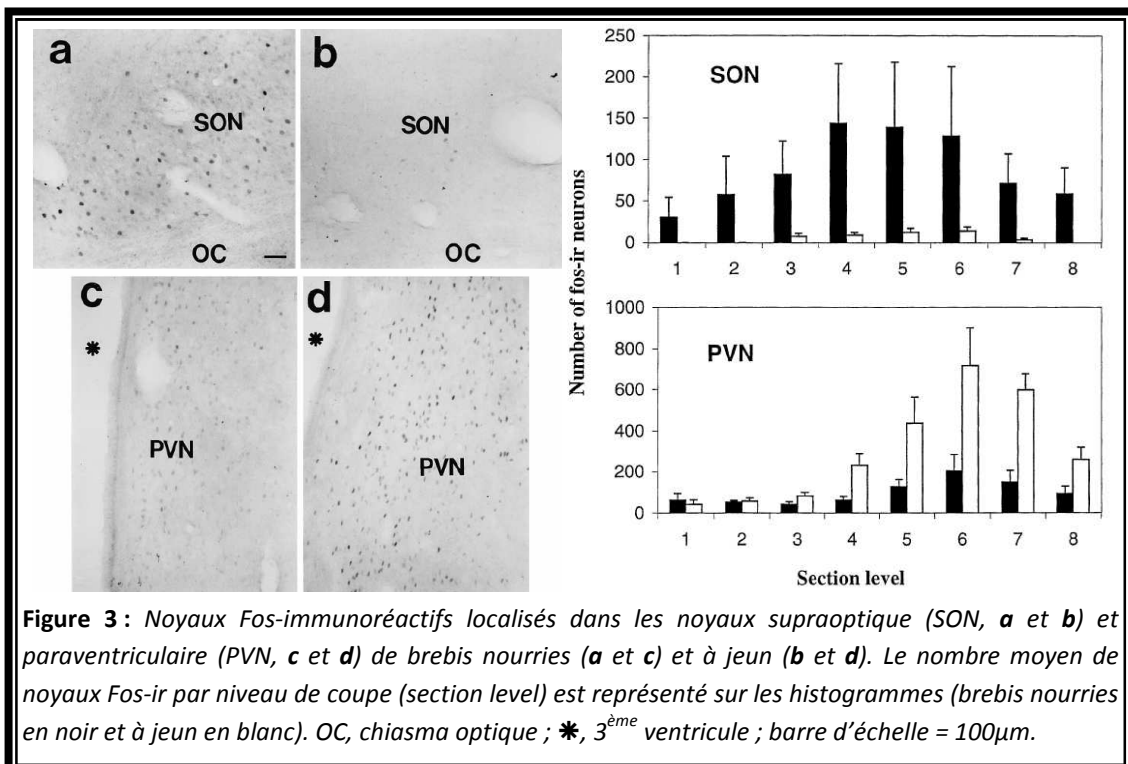 a
b
SON
SON
OC
OC
c
d
✱
✱
PVN
PVN
Number of fos-ir neurons
250
200
150
100
50
0
SON
1 2 3 4 5 6 7 8
1000
800
600
400
200
0
PVN
1 2 3 4 5 6 7 8
Section level
Figure 3 : Noyaux Fos-immunoréactifs localisés dans les noyaux supraoptique (SON, a et b) et
paraventriculaire (PVN, c et d) de brebis nourries (a et c) et à jeun (b et d). Le nombre moyen de
noyaux Fos-ir par niveau de coupe (section level) est représenté sur les histogrammes (brebis nourries
en noir et à jeun en blanc). OC, chiasma optique ; ✱, 3ème ventricule ; barre d’échelle = 100µm.